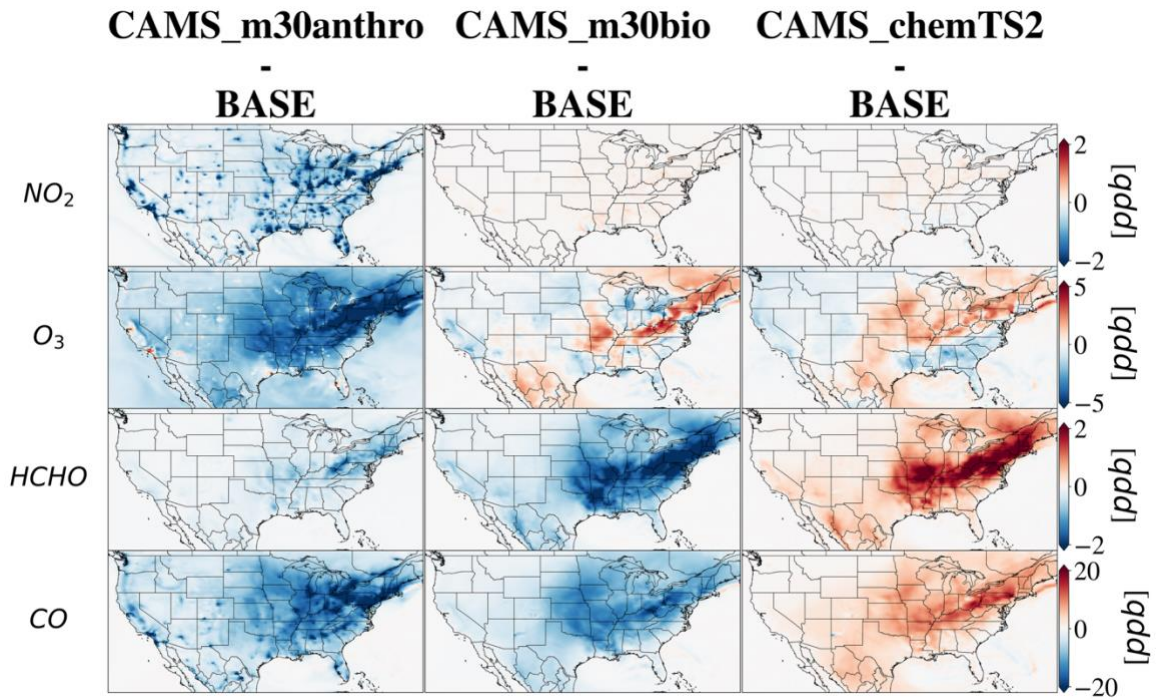 CAMS_m30anthro CAMS_m30bio CAMS_chemTS2
- - -
BASE BASE BASE
NO2
2
0
−2
[ppb]
O3
5
0
−5
[ppb]
HCHO
2
0
−2
[ppb]
CO
20
0
−20
[ppb]